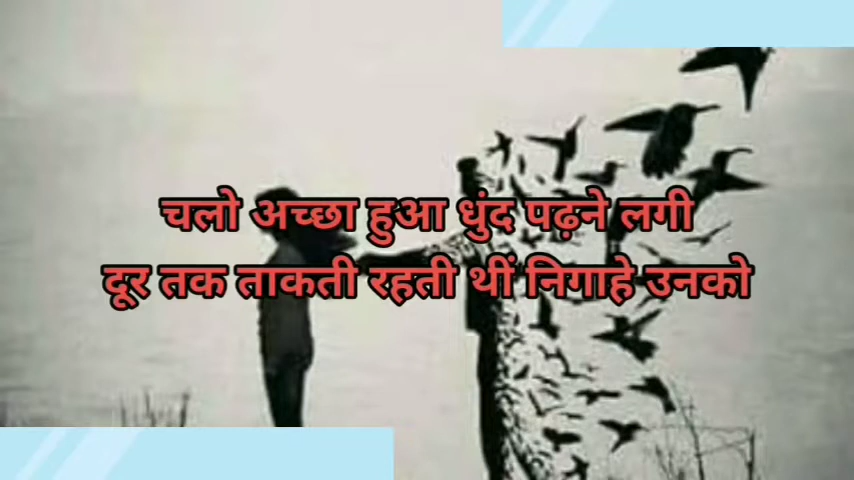 चलो अच्छा हुआ धुंद पढ़ने लगी
दूर तक ताकती रहती थीं निगाहे उनको